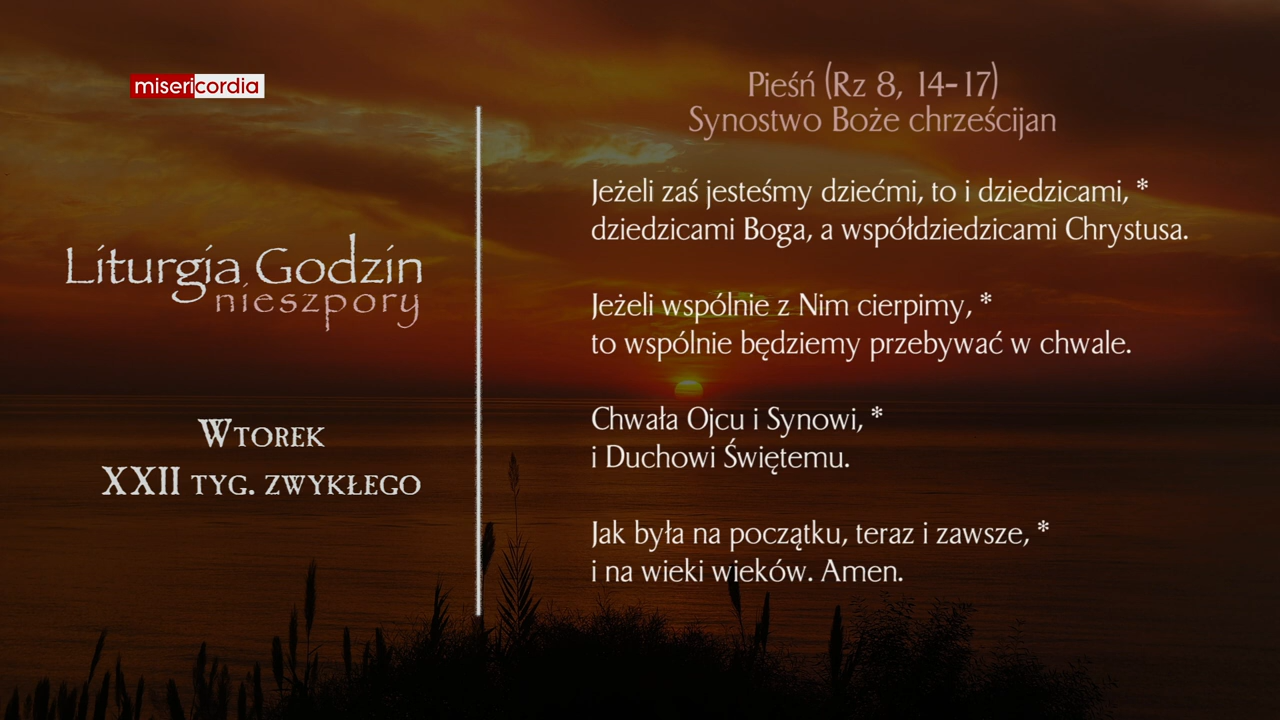 misericordia
Liturgia Godzin
nieszpory
Wtorek
XXII tyg. zwykłego
Pieśń (Rz 8, 14-17)
Synostwo Boże chrześcijan
Jeżeli zaś jesteśmy dziećmi, to i dziedzicami, *
dziedzicami Boga, a współdziedzicami Chrystusa.
Jeżeli wspólnie z Nim cierpimy, *
to wspólnie będziemy przebywać w chwale.
Chwała Ojcu i Synowi, *
i Duchowi Świętemu.
Jak była na początku, teraz i zawsze, *
i na wieki wieków. Amen.